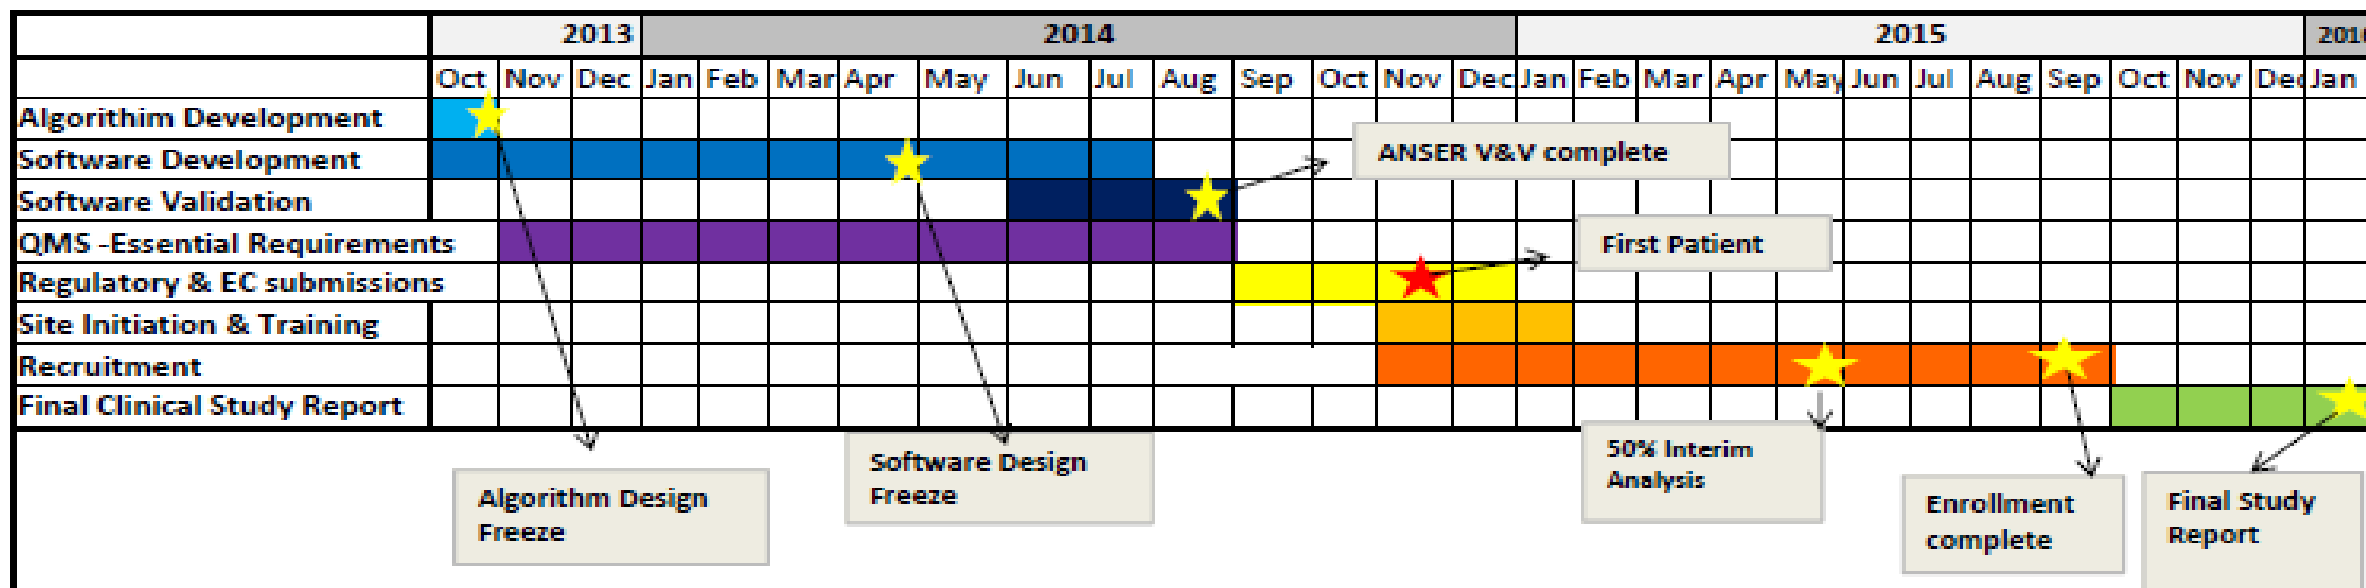 2013 2014 2015 2016
Oct Nov Dec Jan Feb Mar Apr May Jun Jul Aug Sep Oct Nov Dec Jan Feb Mar Apr May Jun Jul Aug Sep Oct Nov Dec Jan
Algorithim Development
Software Development
ANSER V&V complete
Software Validation
QMS -Essential Requirements
First Patient
Regulatory & EC submissions
Site Initiation & Training
Recruitment
Final Clinical Study Report
Algorithm Design
Freeze
Software Design
Freeze
50% Interim
Analysis
Enrollment
complete
Final Study
Report